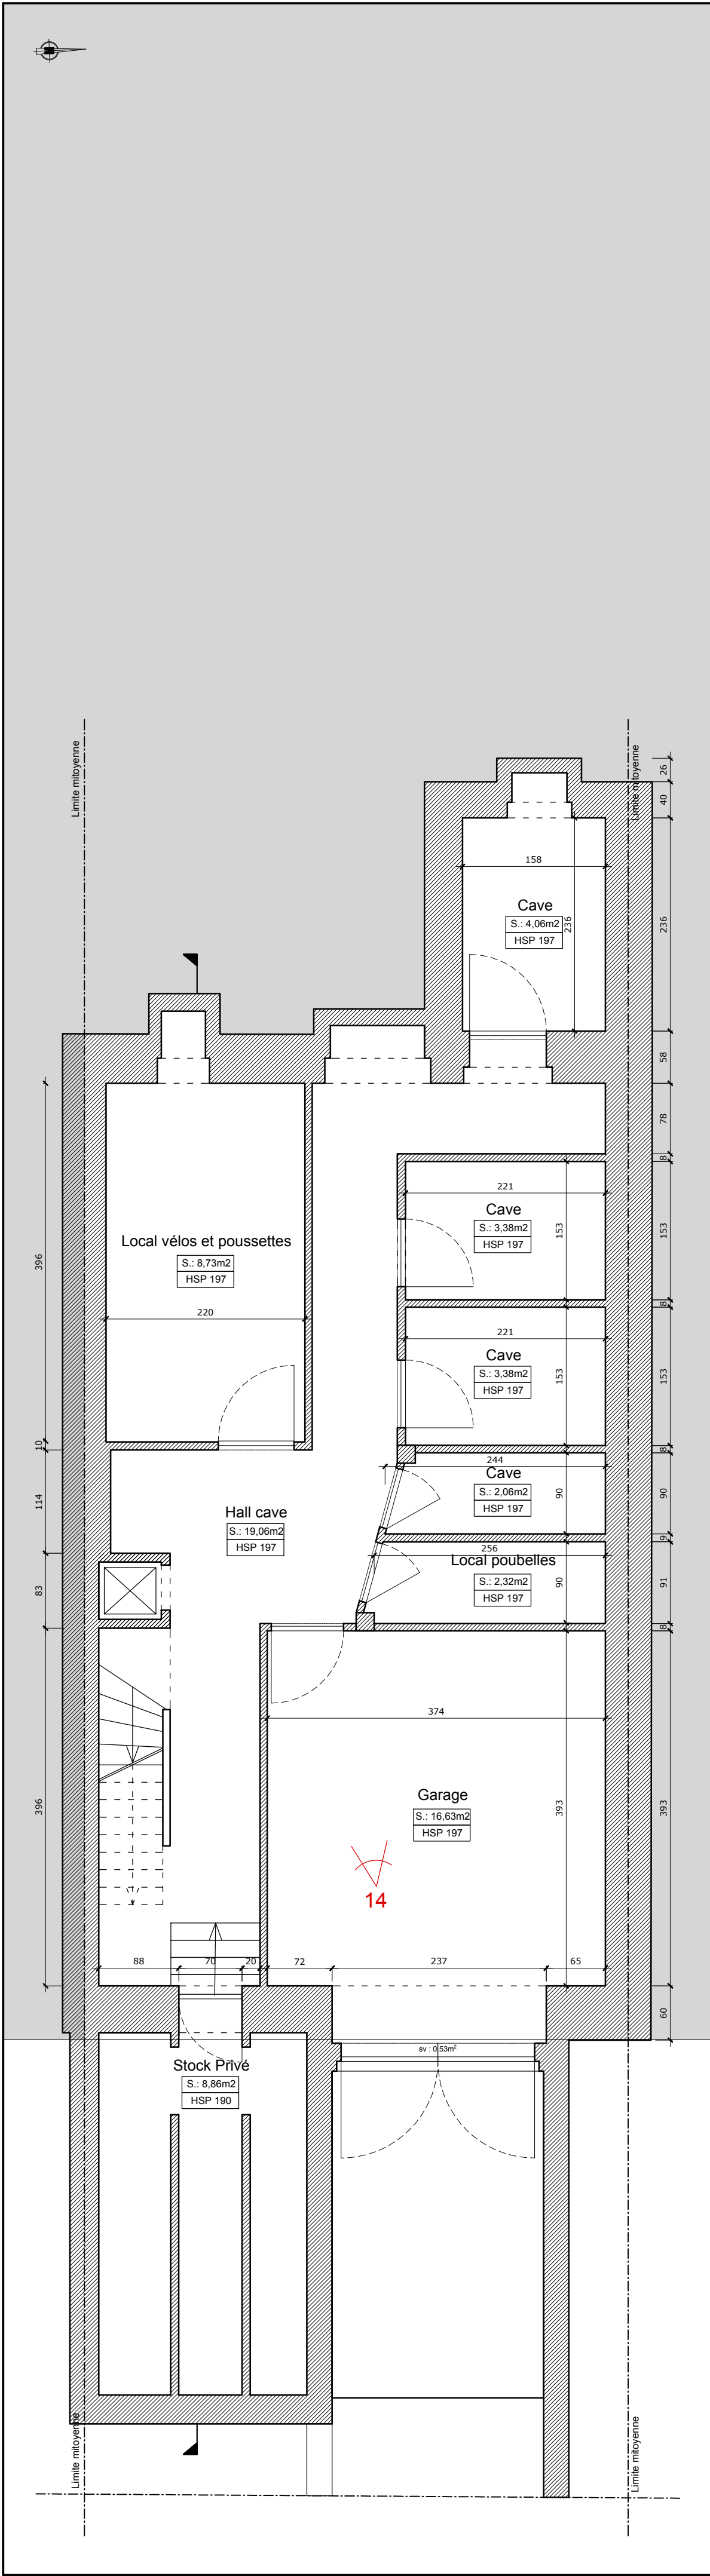 Limite mitoyenne
Limite mitoyenne
26
40
158
Cave
S.: 4,06m2
HSP 197
236
236
58
78
8
221
Cave
S.: 3,38m2
HSP 197
153
153
396
Local vélos et poussettes
S.: 8,73m2
HSP 197
220
8
221
Cave
S.: 3,38m2
HSP 197
153
153
10
8
244
Cave
S.: 2,06m2
HSP 197
90
90
114
Hall cave
S.: 19,06m2
HSP 197
9
256
Local poubelles
S.: 2,32m2
HSP 197
90
91
83
8
374
Garage
S.: 16,63m2
HSP 197
393
393
396
14
88
70
20
72
237
65
60
sv : 0,53m²
Stock Privé
S.: 8,86m2
HSP 190
Limite mitoyenne
Limite mitoyenne